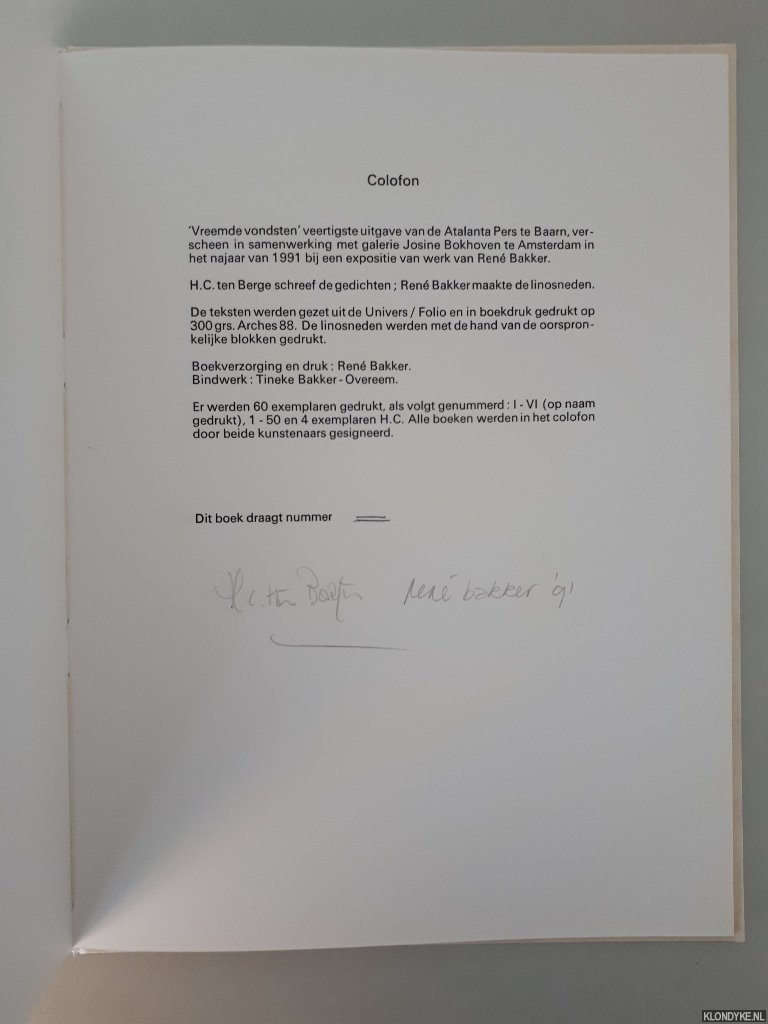 Colofon
'Vreemde vondsten' veertigste uitgave van de Atalanta Pers te Baarn, ver-
scheen in samenwerking met galerie Josine Bokhoven te Amsterdam in
het najaar van 1991 bij een expositie van werk van René Bakker.
H.C. ten Berge schreef de gedichten ; René Bakker maakte de linosneden.
De teksten werden gezet uit de Univers / Folio en in boekdruk gedrukt op
300 grs. Arches 88. De linosneden werden met de hand van de oorspron-
kelijke blokken gedrukt.
Boekverzorging en druk : René Bakker.
Bindwerk : Tineke Bakker - Overeem.
Er werden 60 exemplaren gedrukt, als volgt genummerd : I - VI (op naam
gedrukt), 1 - 50 en 4 exemplaren H.C. Alle boeken werden in het colofon
door beide kunstenaars gesigneerd.
Dit boek draagt nummer
H.C. ten Berge rené bakker '91
KLONDYKE.NL